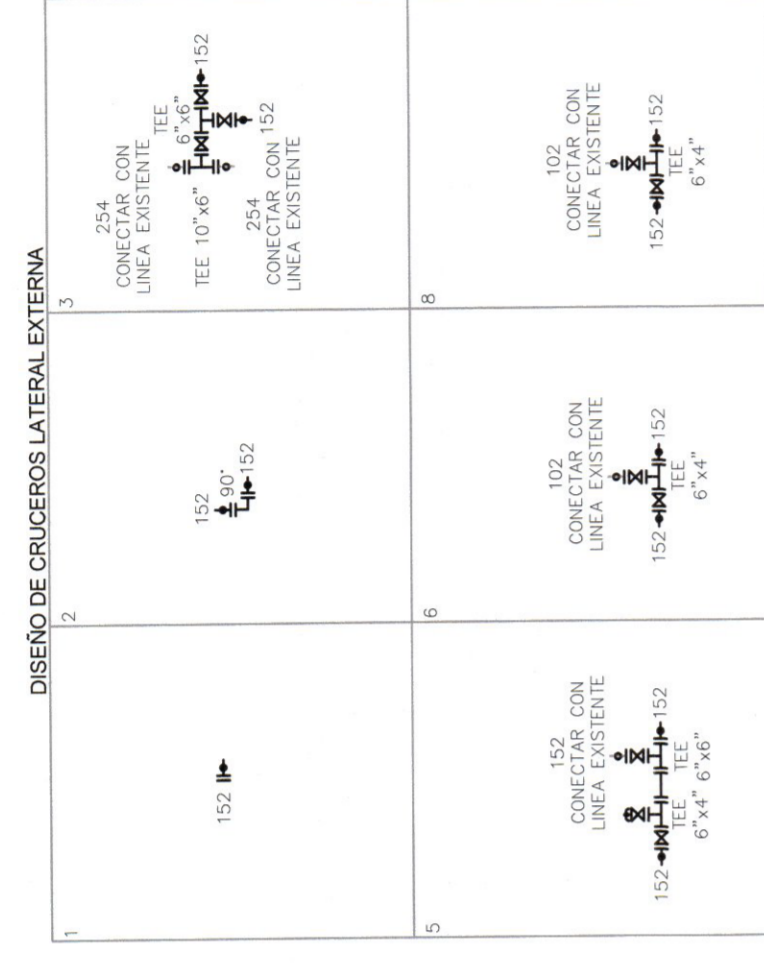 DISEÑO DE CRUCEROS LATERAL EXTERNA
1
152
2
152
90°
152
3
254
CONECTAR CON
LINEA EXISTENTE
TEE
6"x6"
152
TEE 10"x6"
152
254
CONECTAR CON
LINEA EXISTENTE
5
152
CONECTAR CON
LINEA EXISTENTE
152
152
TEE
6"x4"
TEE
6"x6"
6
102
CONECTAR CON
LINEA EXISTENTE
152
152
TEE
6"x4"
8
102
CONECTAR CON
LINEA EXISTENTE
152
152
TEE
6"x4"